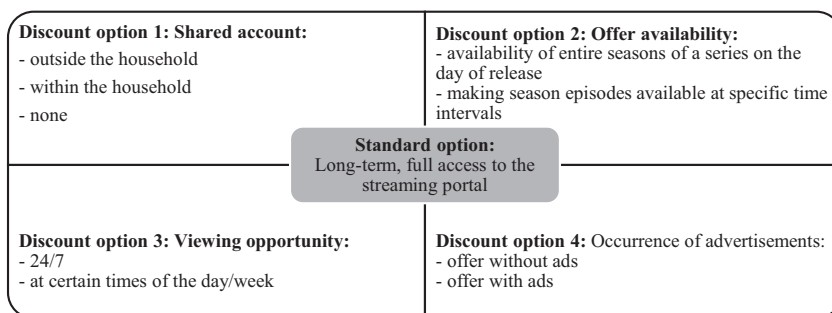 Discount option 1: Shared account:
- outside the household
- within the household
- none
Discount option 2: Offer availability:
- availability of entire seasons of a series on the
day of release
- making season episodes available at specific time
intervals
Standard option:
Long-term, full access to the
streaming portal
Discount option 3: Viewing opportunity:
- 24/7
- at certain times of the day/week
Discount option 4: Occurrence of advertisements:
- offer without ads
- offer with ads